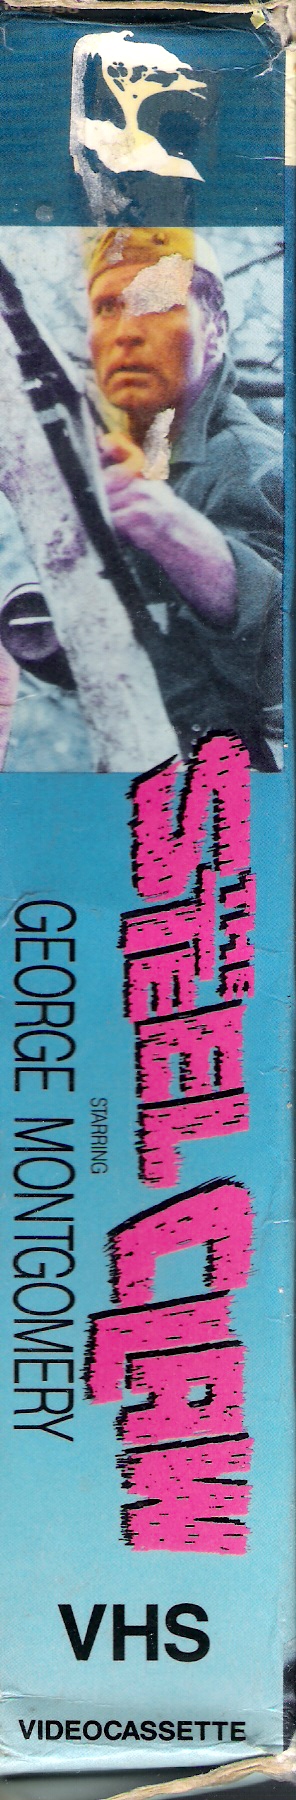 THE
STEEL CLAW
STARRING
GEORGE MONTGOMERY
VHS
VIDEOCASSETTE